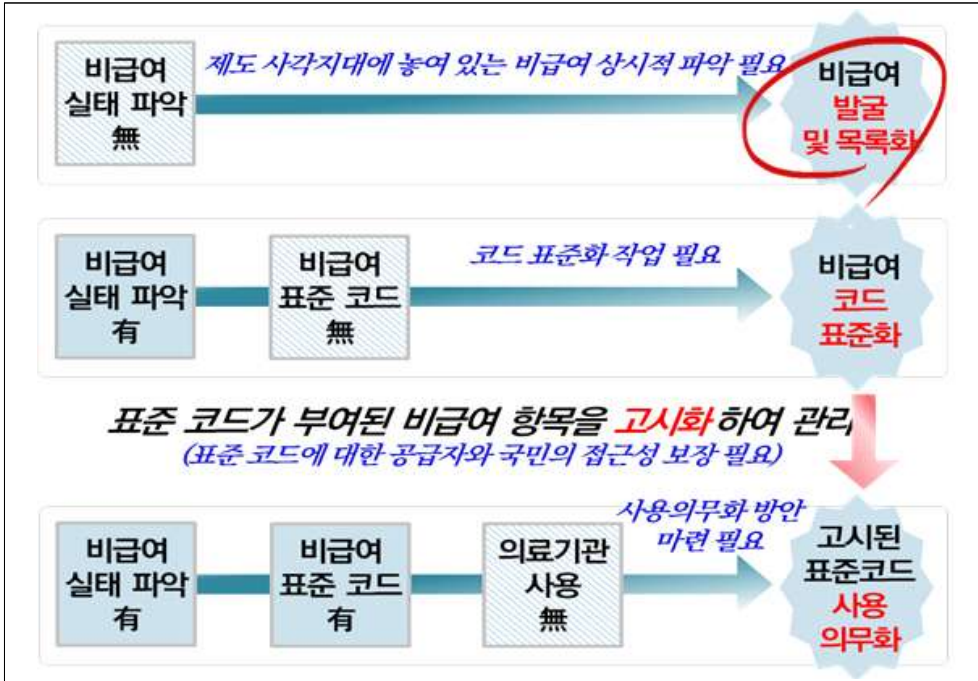 비급여
실태 파악
無
제도 사각지대에 놓여 있는 비급여 상시적 파악 필요
비급여
발굴
및 목록화
비급여
실태 파악
有
비급여
표준 코드
無
코드 표준화 작업 필요
비급여
코드
표준화
표준 코드가 부여된 비급여 항목을 고시화 하여 관리
(표준 코드에 대한 공급자와 국민의 접근성 보장 필요)
비급여
실태 파악
有
비급여
표준 코드
有
의료기관
사용
無
사용의무화 방안
마련 필요
고시된
표준코드
사용
의무화